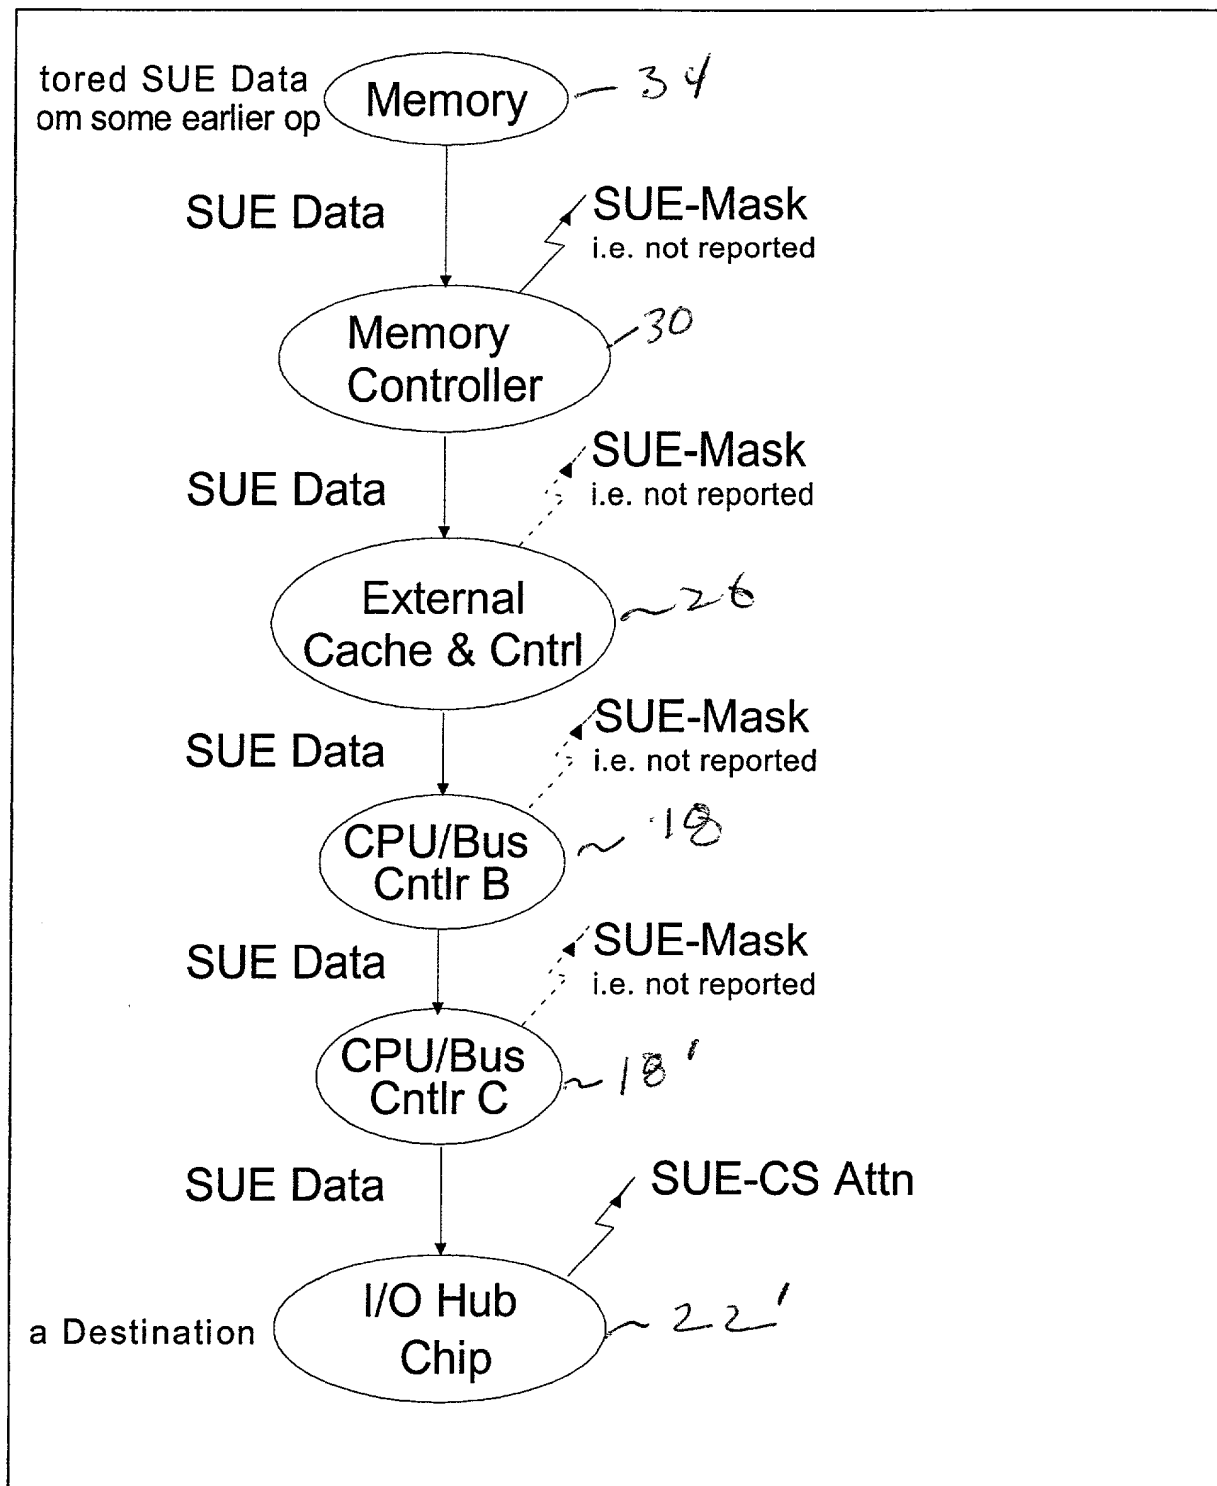 tored SUE Data
om some earlier op
Memory
34
SUE Data
SUE-Mask
i.e. not reported
Memory
Controller
30
SUE Data
SUE-Mask
i.e. not reported
External
Cache & Cntrl
26
SUE Data
SUE-Mask
i.e. not reported
CPU/Bus
Cntlr B
18
SUE Data
SUE-Mask
i.e. not reported
CPU/Bus
Cntlr C
18'
SUE Data
SUE-CS Attn
I/O Hub
Chip
22'
a Destination